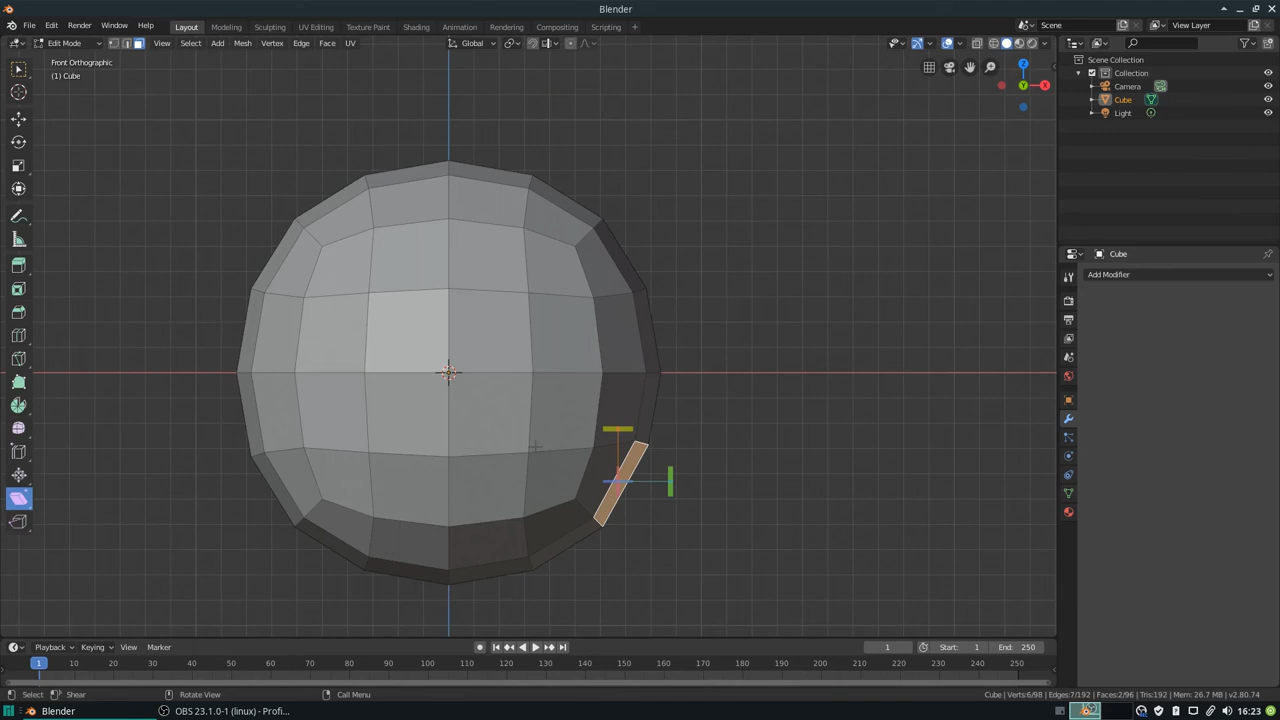 Blender
File Edit Render Window Help
Layout Modeling Sculpting UV Editing Texture Paint Shading Animation Rendering Compositing Scripting +
Scene View Layer
Edit Mode View Select Add Mesh Vertex Edge Face UV Global
Front Orthographic
(1) Cube
Z
Y
X
Scene Collection
Collection
Camera
Cube
Light
Cube
Add Modifier
Playback Keying View Marker 1 Start: 1 End: 250
1 10 20 30 40 50 60 70 80 90 100 110 120 130 140 150 160 170 180 190 200 210 220 230 240 250
Select Shear Rotate View Call Menu Cube | Verts:6/98 | Edges:7/192 | Faces:2/96 | Tris:192 | Mem: 26.7 MB | v2.80.74
Blender OBS 23.1.0-1 (linux) - Profi... 16:23